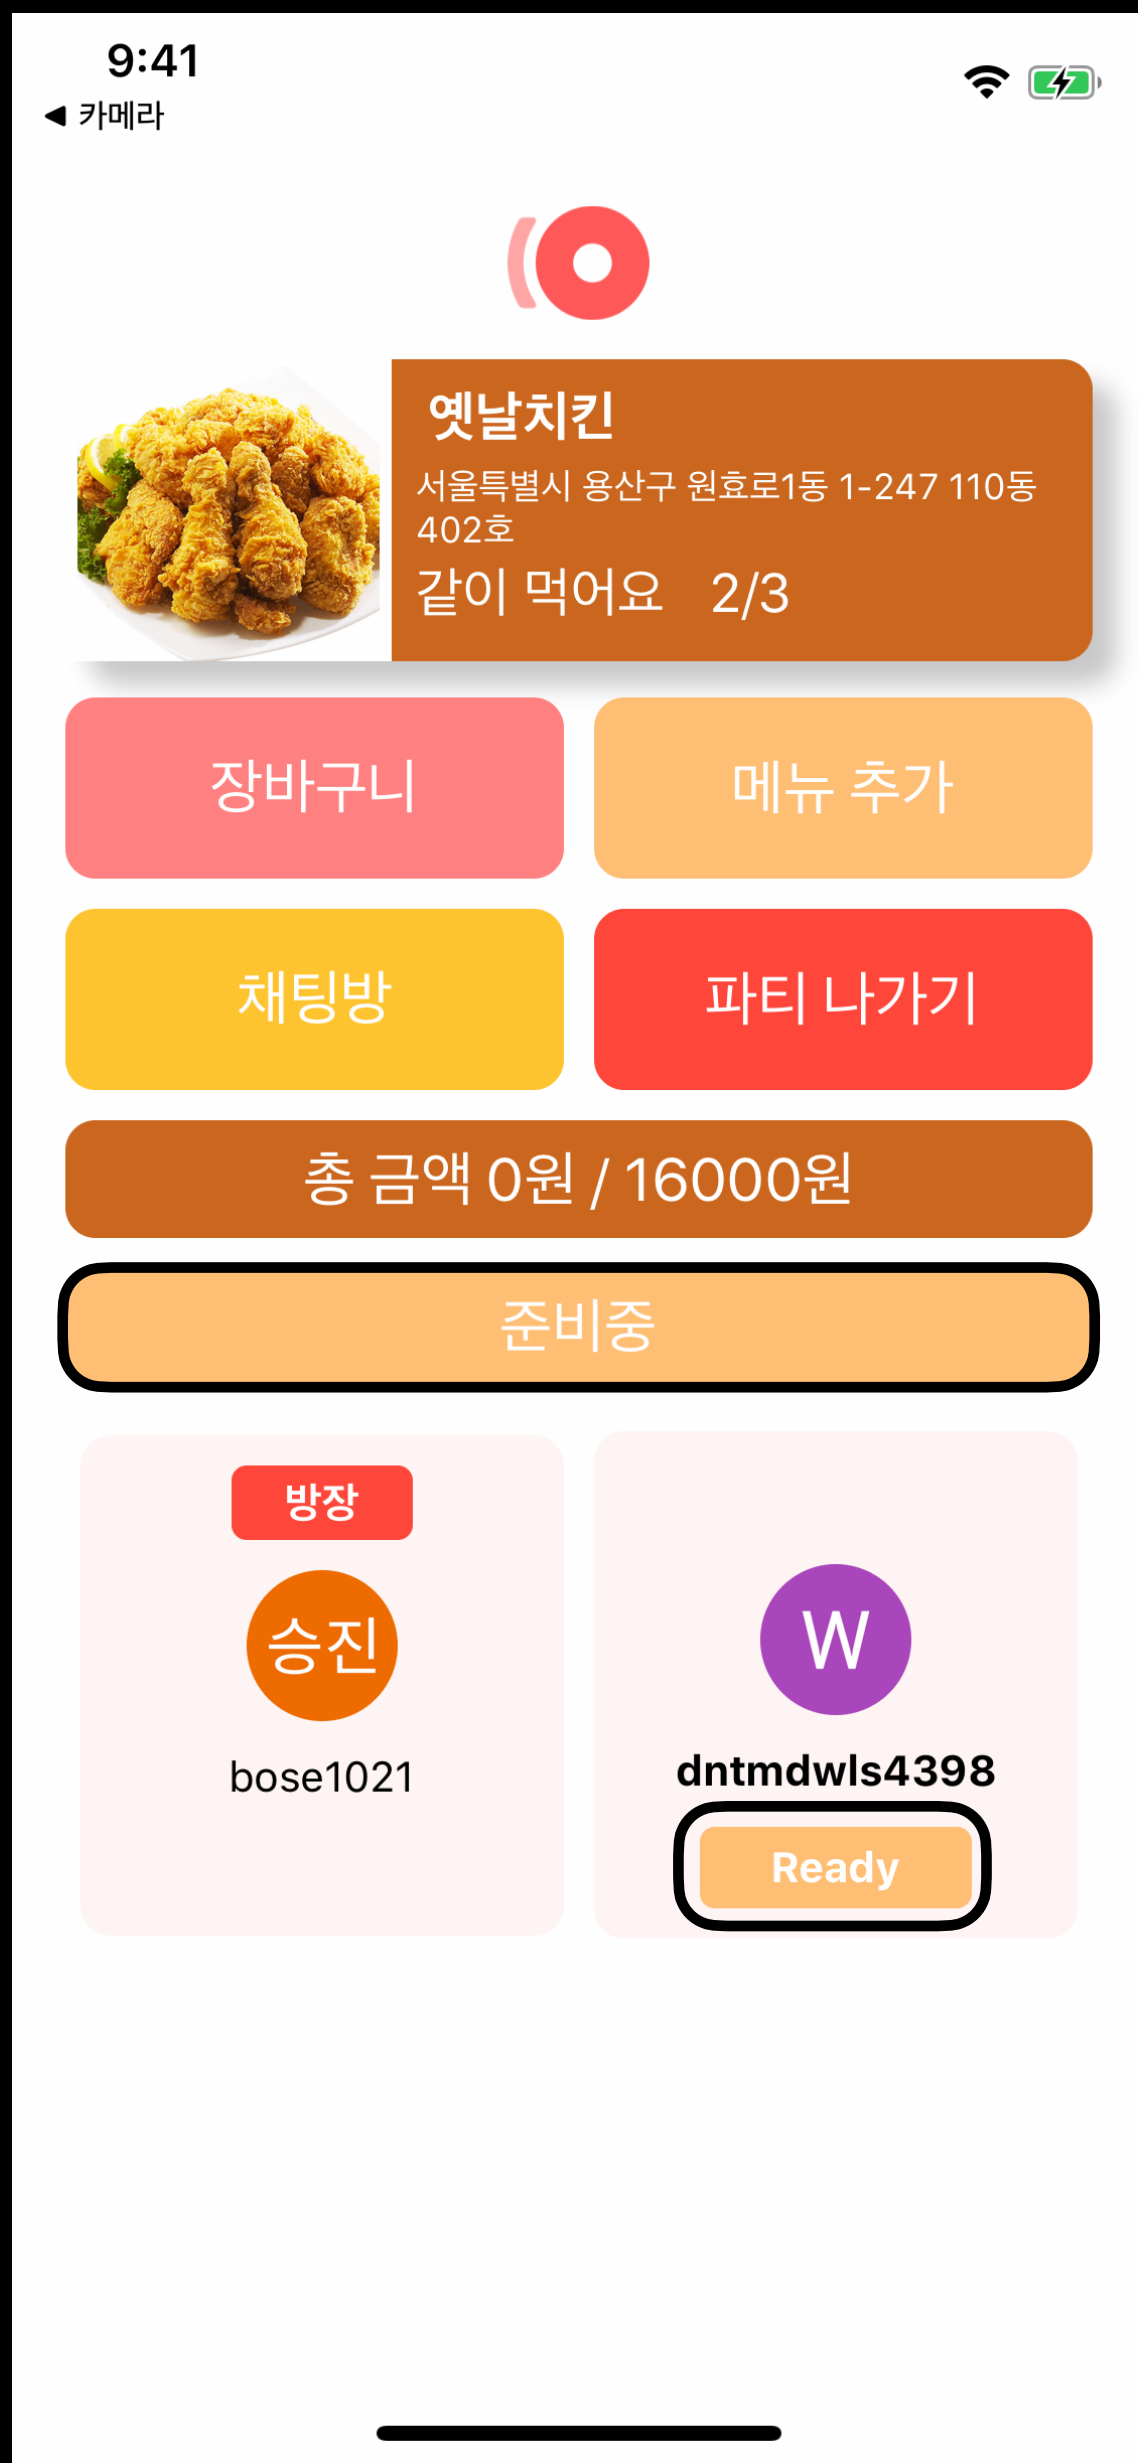 9:41
◀ 카메라
옛날치킨
서울특별시 용산구 원효로1동 1-247 110동
402호
같이 먹어요 2/3
장바구니
메뉴 추가
채팅방
파티 나가기
총 금액 0원 / 16000원
준비중
방장
승진
bose1021
W
dntmdwls4398
Ready